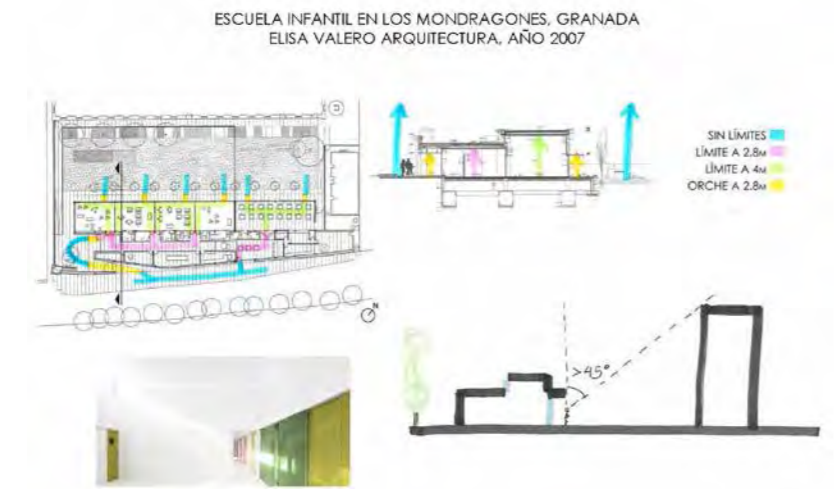 ESCUELA INFANTIL EN LOS MONDRAGONES, GRANADA
ELISA VALERO ARQUITECTURA, AÑO 2007
SIN LÍMITES
LÍMITE A 2.8M
LÍMITE A 4M
ORCHE A 2.8M
N
>45°